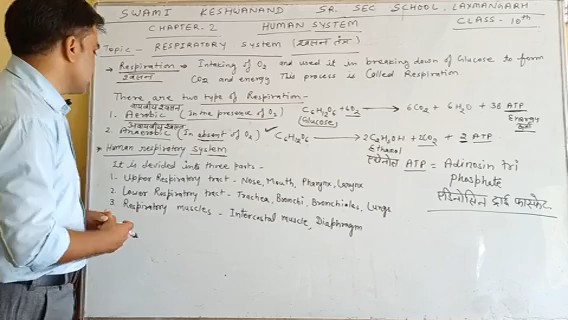 SWAMI KESHWANAND SR. SEC SCHOOL, LAXMANGARH
CHAPTER-2 HUMAN SYSTEM CLASS-10th
Topic - RESPIRATORY System (श्वसन तंत्र)
→ Respiration → Intaking of O2 and used it in breaking down of Glucose to form
श्वसन CO2 and energy This process is Called Respiration
There are two type of Respiration-
वायवीय श्वसन
1. Aerobic (In the presence of O2) C6H12O6 + 6O2 → 6CO2 + 6H2O + 38 ATP
(Glucose) Energy
अवायवीय श्वसन
2. Anaerobic (In absent of O2) ✓ C6H12O6 → 2C2H5OH + 2CO2 + 2 ATP
Ethanol
Human respiratory system
It is divided into three parts -
1. Upper Respiratory tract - Nose, Mouth, Pharynx, Larynx
2. Lower Respiratory tract - Trachea, Bronchi, Bronchioles, Lungs
3. Respiratory muscles - Intercostal muscle, Diaphragm
ATP - Adinosin tri
phosphate
एडिनोसिन ट्राई फास्फेट